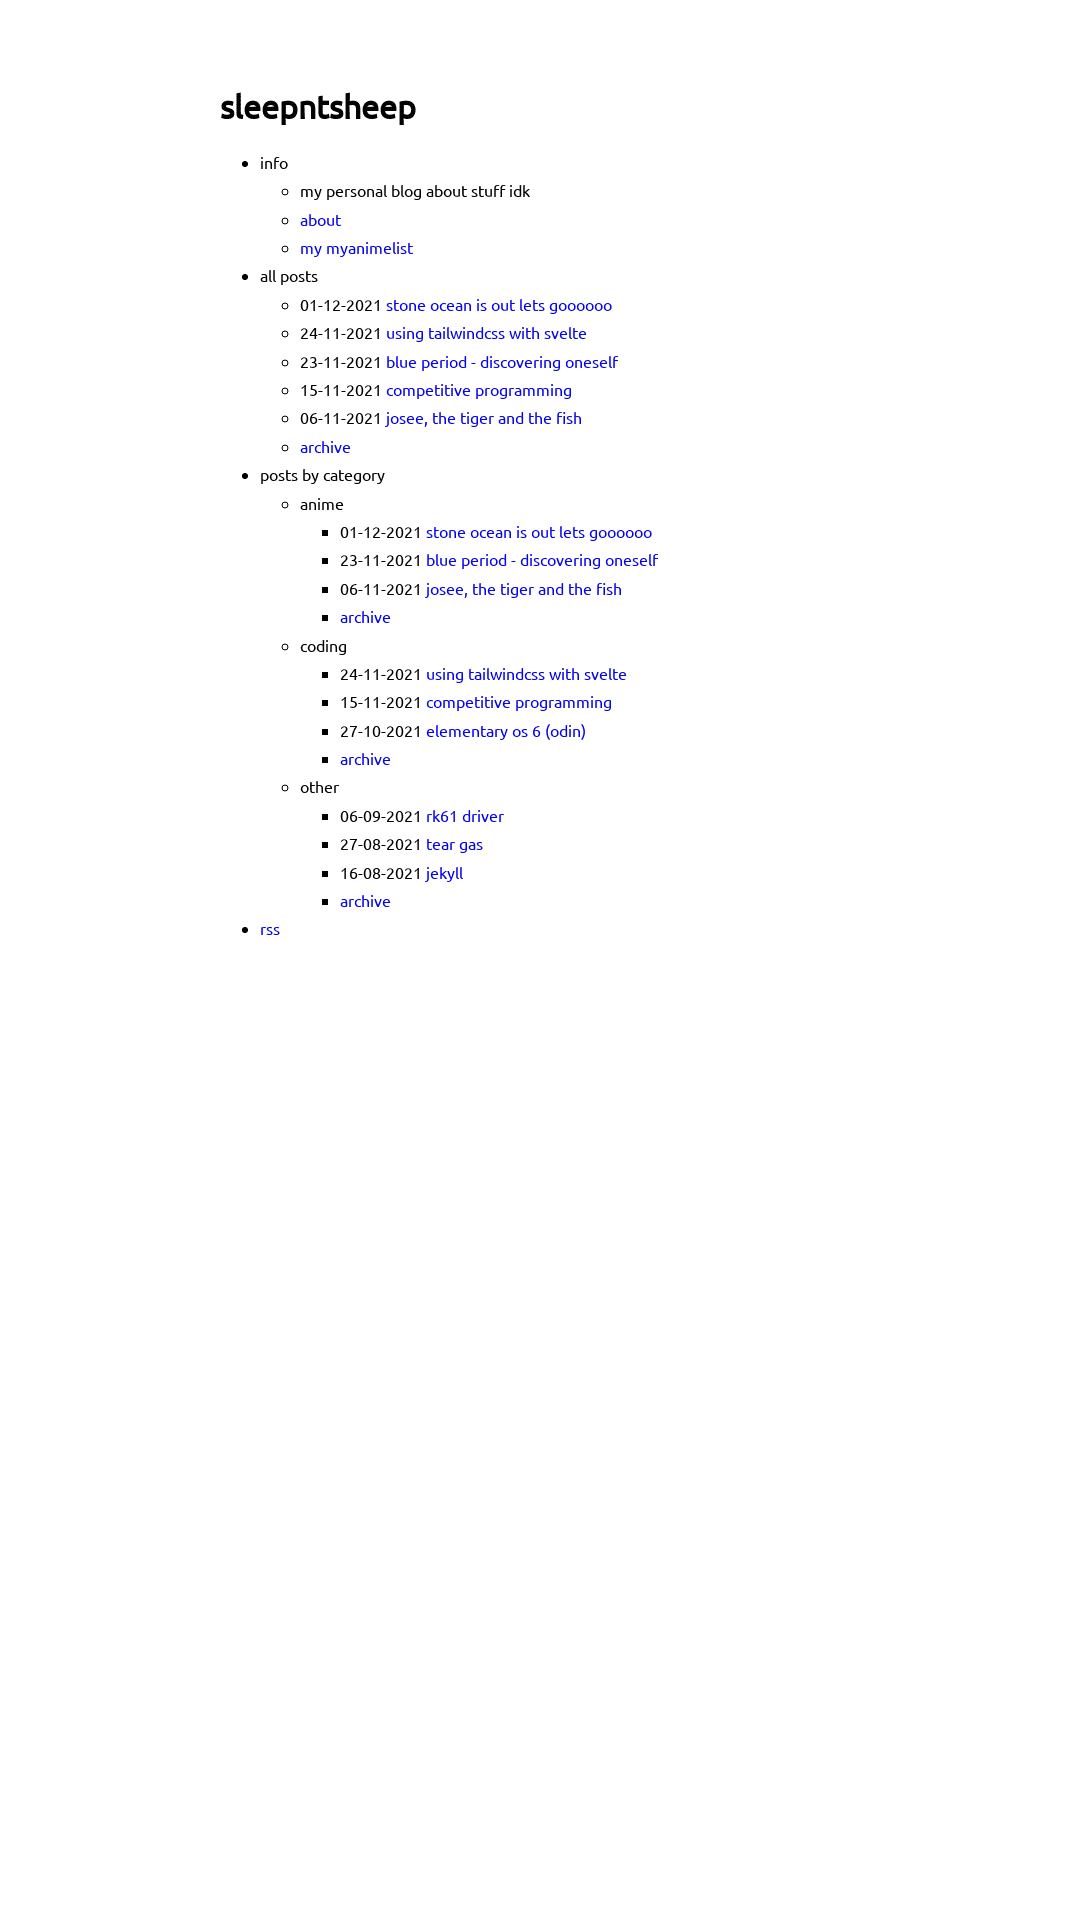 sleepntsheep
info
my personal blog about stuff idk
about
my myanimelist
all posts
01-12-2021 stone ocean is out lets goooooo
24-11-2021 using tailwindcss with svelte
23-11-2021 blue period - discovering oneself
15-11-2021 competitive programming
06-11-2021 josee, the tiger and the fish
archive
posts by category
anime
01-12-2021 stone ocean is out lets goooooo
23-11-2021 blue period - discovering oneself
06-11-2021 josee, the tiger and the fish
archive
coding
24-11-2021 using tailwindcss with svelte
15-11-2021 competitive programming
27-10-2021 elementary os 6 (odin)
archive
other
06-09-2021 rk61 driver
27-08-2021 tear gas
16-08-2021 jekyll
archive
rss